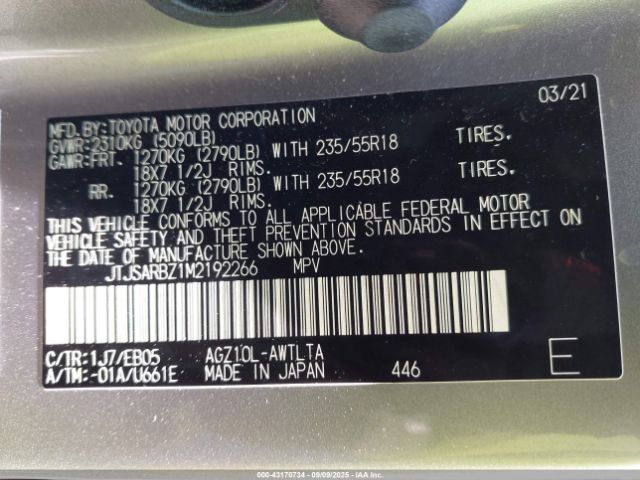 03/21
MFD.BY:TOYOTA MOTOR CORPORATION
GVWR:2310KG (5090LB)
GAWR:FRT. 1270KG (2790LB) WITH 235/55R18 TIRES.
18X7 1/2J RIMS.
RR. 1270KG (2790LB) WITH 235/55R18 TIRES.
18X7 1/2J RIMS.
THIS VEHICLE CONFORMS TO ALL APPLICABLE FEDERAL MOTOR
VEHICLE SAFETY AND THEFT PREVENTION STANDARDS IN EFFECT ON
THE DATE OF MANUFACTURE SHOWN ABOVE.
JTJSARBZ1M2192266 MPV
C/TR:1J7/EB05 AGZ10L-AWTLTA
A/TM:-01A/U661E MADE IN JAPAN 446 E
000-43170734 - 09/09/2025 - IAA Inc.